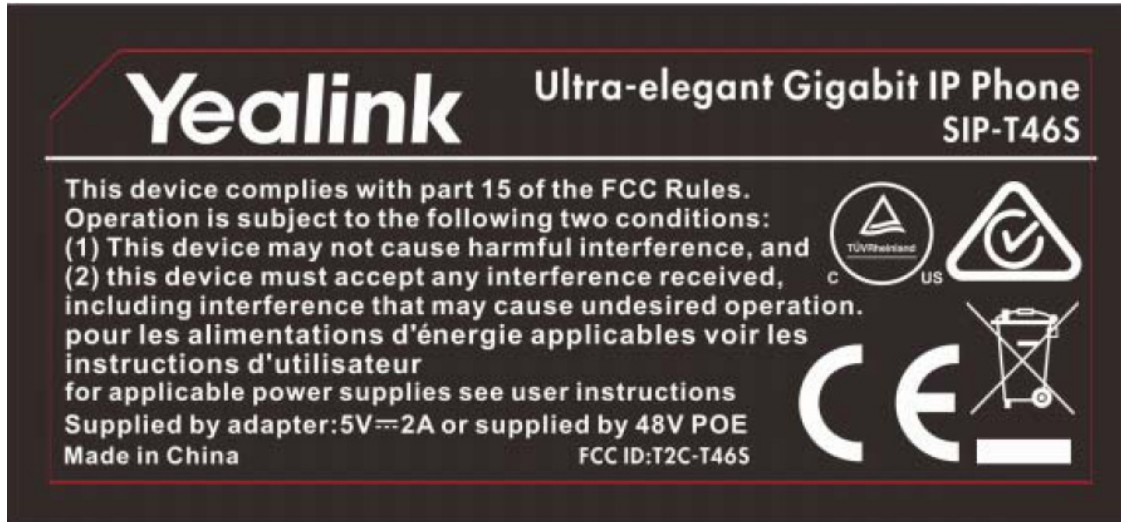 Yealink
Ultra-elegant Gigabit IP Phone
SIP-T46S
This device complies with part 15 of the FCC Rules.
Operation is subject to the following two conditions:
(1) This device may not cause harmful interference, and
(2) this device must accept any interference received,
including interference that may cause undesired operation.
pour les alimentations d'énergie applicables voir les
instructions d'utilisateur
for applicable power supplies see user instructions
Supplied by adapter:5V⎓2A or supplied by 48V POE
Made in China
FCC ID:T2C-T46S
TÜVRheinland
C US
CE